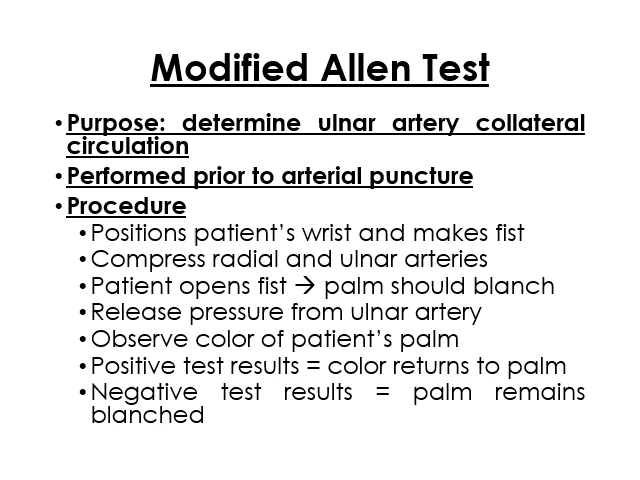 Modified Allen Test
• Purpose: determine ulnar artery collateral
circulation
• Performed prior to arterial puncture
• Procedure
• Positions patient’s wrist and makes fist
• Compress radial and ulnar arteries
• Patient opens fist → palm should blanch
• Release pressure from ulnar artery
• Observe color of patient’s palm
• Positive test results = color returns to palm
• Negative test results = palm remains
blanched